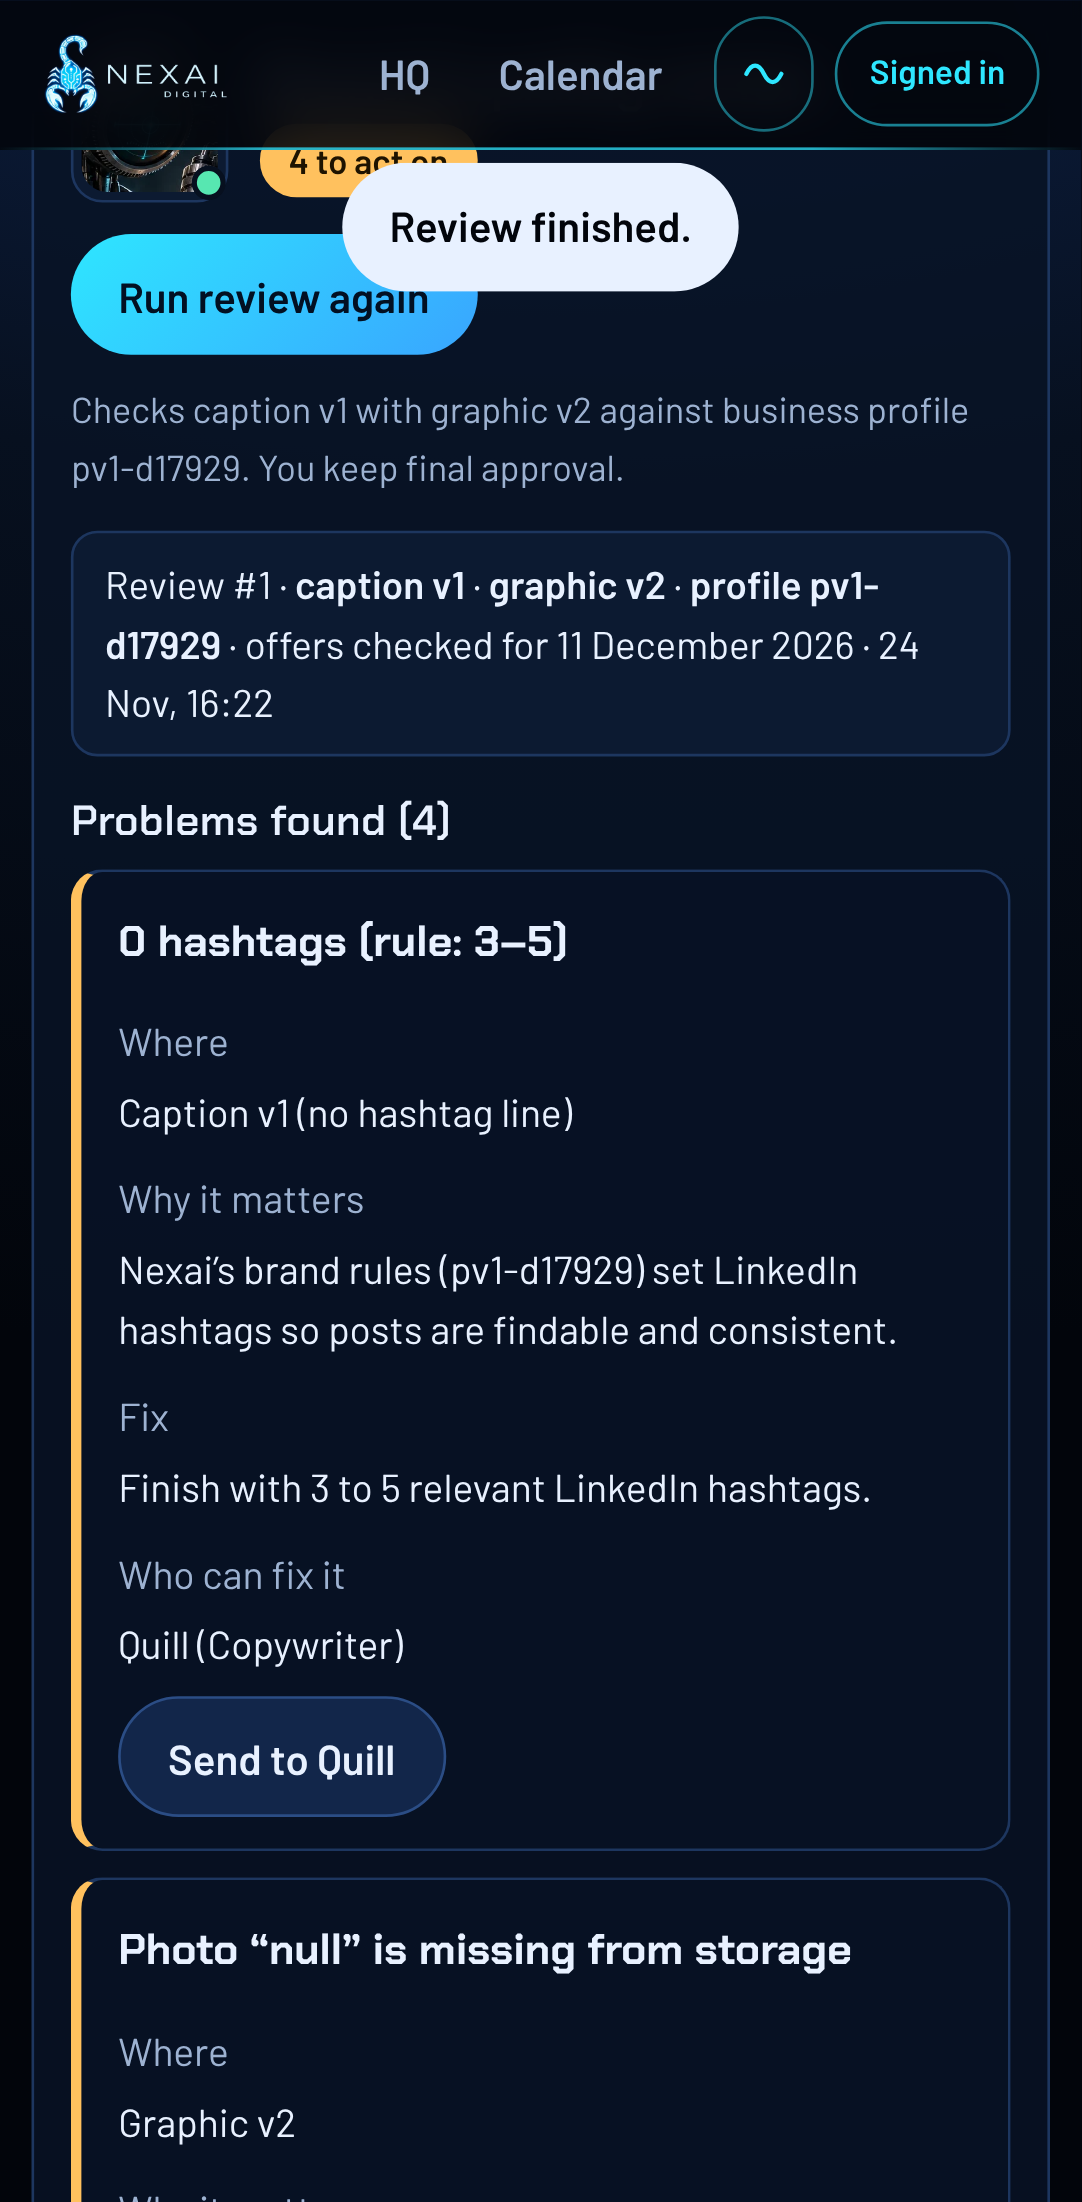 NEXAI
DIGITAL
HQ
Calendar
Signed in
4 to act on
Review finished.
Run review again
Checks caption v1 with graphic v2 against business profile
pv1-d17929. You keep final approval.
Review #1 · caption v1 · graphic v2 · profile pv1-
d17929 · offers checked for 11 December 2026 · 24
Nov, 16:22
Problems found (4)
0 hashtags (rule: 3–5)
Where
Caption v1 (no hashtag line)
Why it matters
Nexai’s brand rules (pv1-d17929) set LinkedIn
hashtags so posts are findable and consistent.
Fix
Finish with 3 to 5 relevant LinkedIn hashtags.
Who can fix it
Quill (Copywriter)
Send to Quill
Photo “null” is missing from storage
Where
Graphic v2